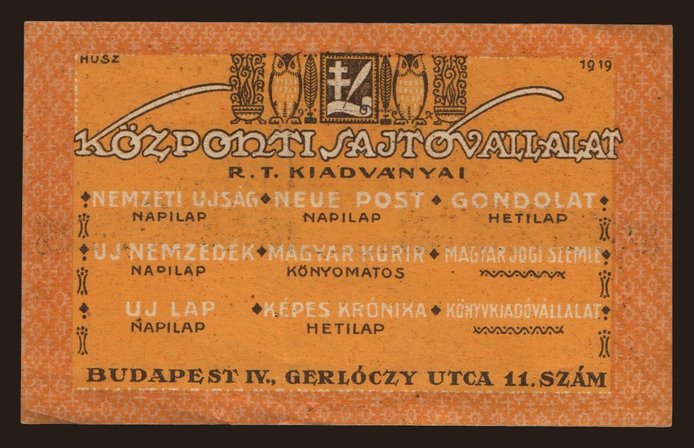 HUSZ 1919
KÖZPONTI SAJTÓVÁLLALAT
R. T. KIADVÁNYAI
NEMZETI UJSÁG NEUE POST GONDOLAT
NAPILAP NAPILAP HETILAP
UJ NEMZEDÉK MAGYAR KURIR MAGYAR JOGI SZEMLE
NAPILAP KÖNYOMATOS
UJ LAP KÉPES KRÓNIKA KÖNYVKIADÓVÁLLALAT
NAPILAP HETILAP
BUDAPEST IV., GERLÓCZY UTCA 11. SZÁM